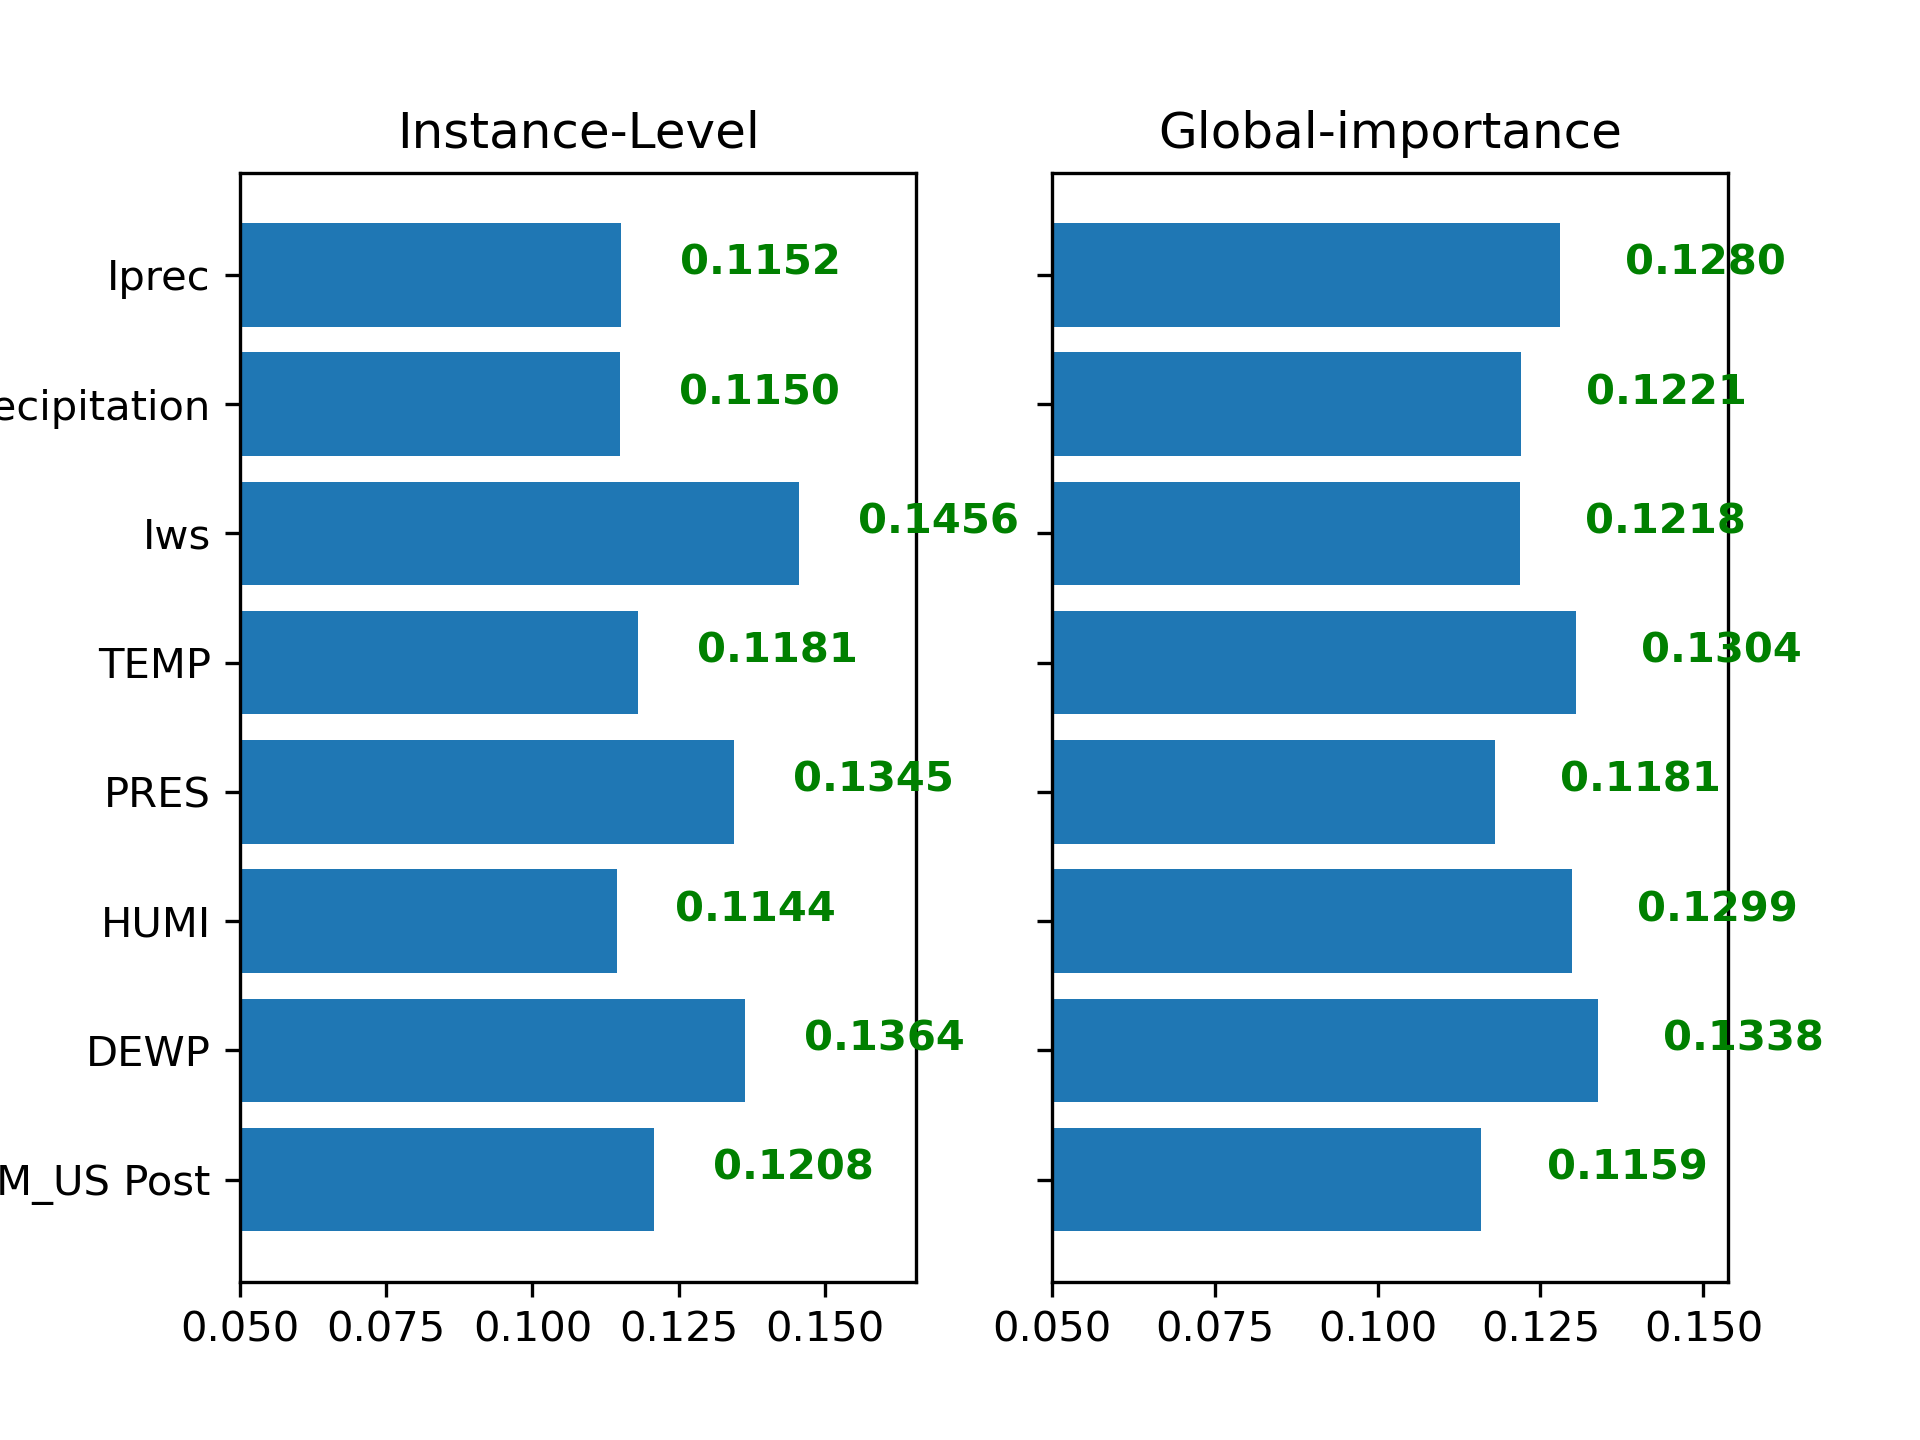 Instance-Level
Iprec
0.1152
ecipitation
0.1150
Iws
0.1456
TEMP
0.1181
PRES
0.1345
HUMI
0.1144
DEWP
0.1364
M_US Post
0.1208
0.050 0.075 0.100 0.125 0.150
Global-importance
0.1280
0.1221
0.1218
0.1304
0.1181
0.1299
0.1338
0.1159
0.050 0.075 0.100 0.125 0.150